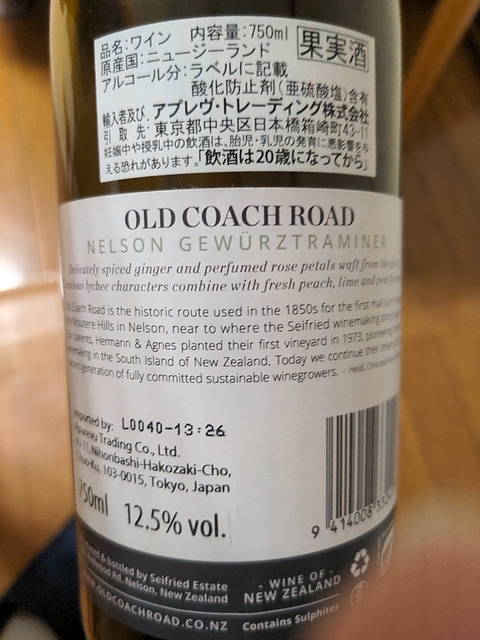 品名:ワイン 内容量:750ml 果実酒
原産国:ニュージーランド
アルコール分:ラベルに記載
酸化防止剤(亜硫酸塩)含有
輸入者及び アプレヴ・トレーディング株式会社
引取先 東京都中央区日本橋箱崎町43-11
妊娠中や授乳中の飲酒は、胎児・乳児の発育に悪影響を与
える恐れがあります。「飲酒は20歳になってから」
OLD COACH ROAD
NELSON GEWÜRZTRAMINER
Delicately spiced ginger and perfumed rose petals waft from the
lychee characters combine with fresh peach, lime and
Coach Road is the historic route used in the 1850s for the first
Moutere Hills in Nelson, near to where the Seifried winemaking
parents, Hermann & Agnes planted their first vineyard in 1973, pioneering
winemaking in the South Island of New Zealand. Today we continue their
generation of fully committed sustainable winegrowers. - Heidi,
Imported by: L0040-13:26
Trading Co., Ltd.
Nihonbashi-Hakozaki-Cho,
Chuo-Ku, 103-0015, Tokyo, Japan
750ml 12.5% vol.
9 414008
& bottled by Seifried Estate
Rd, Nelson, New Zealand
WWW.OLDCOACHROAD.CO.NZ
- WINE OF -
NEW ZEALAND
Contains Sulphites